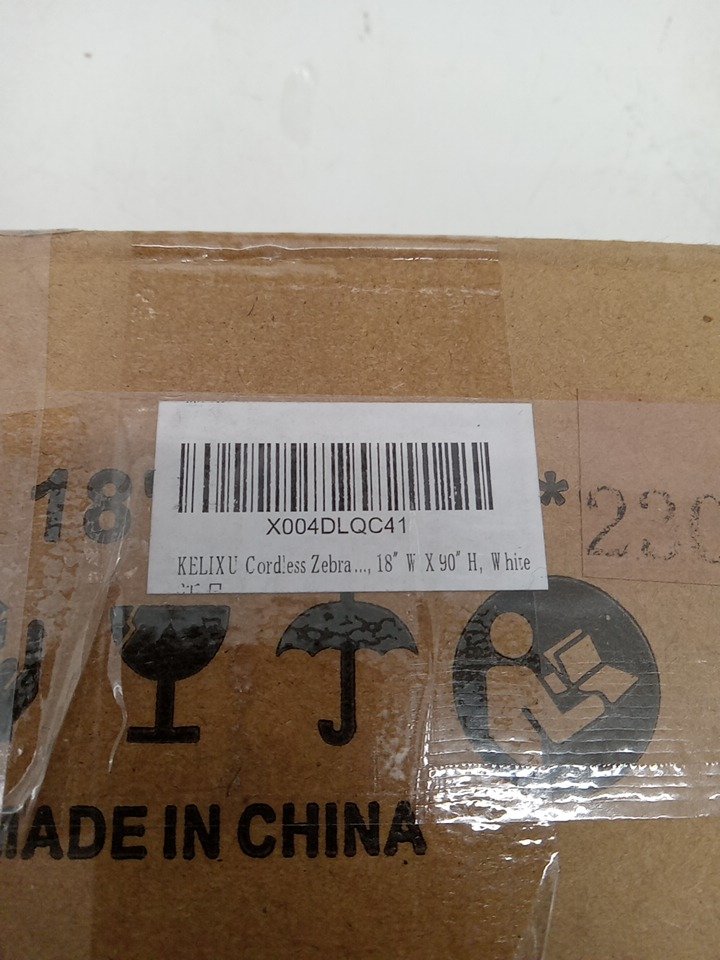 18" *230
X004DLQC41
KELIXU Cordless Zebra..., 18" W X 90" H, White
MADE IN CHINA